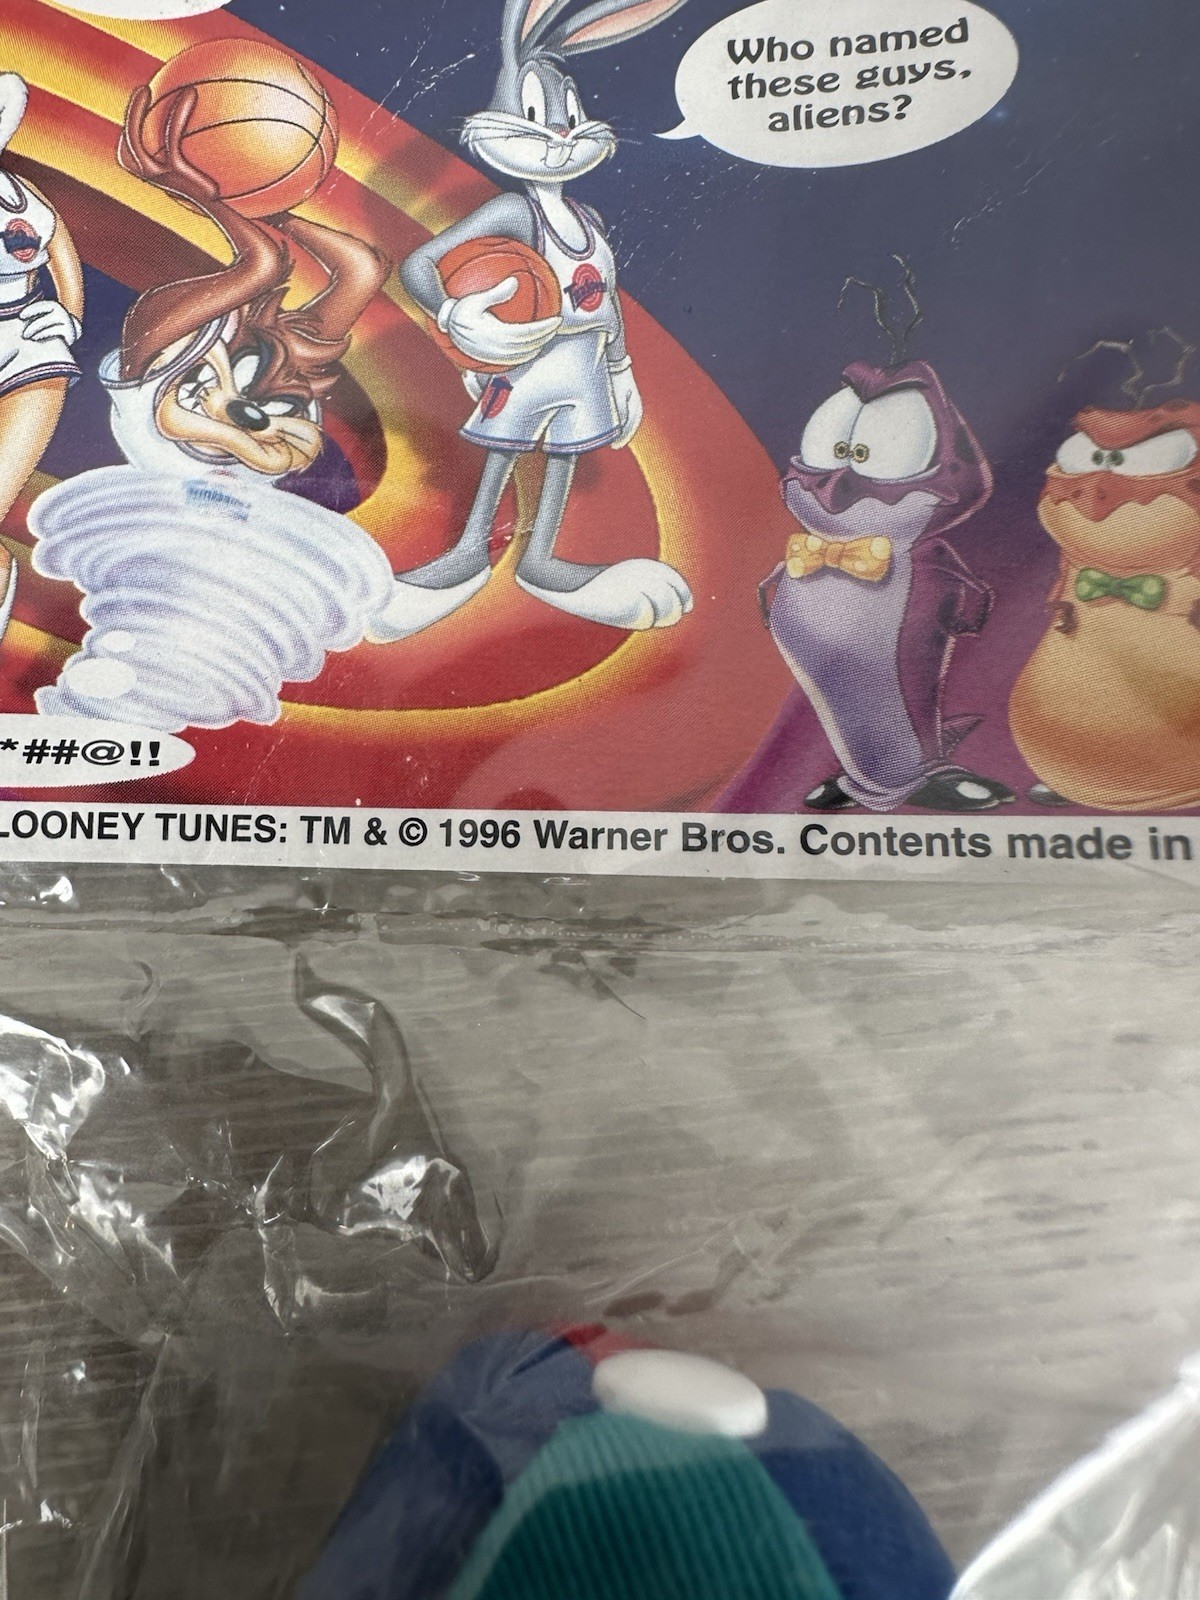 Who named
these guys,
aliens?
*##@!!
LOONEY TUNES: TM & © 1996 Warner Bros. Contents made in